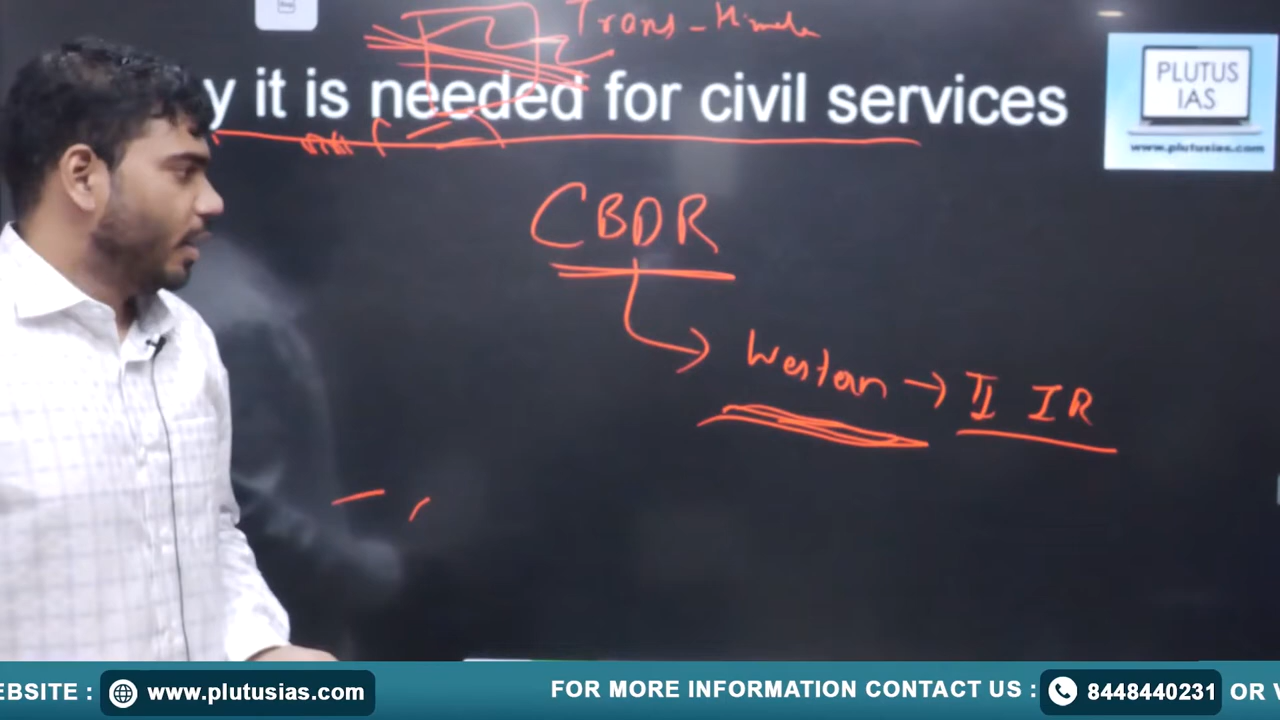 Trans-Himala
y it is needed for civil services
PLUTUS
IAS
www.plutusias.com
CBDR
Western → II IR
EBSITE : www.plutusias.com
FOR MORE INFORMATION CONTACT US : 8448440231 OR V